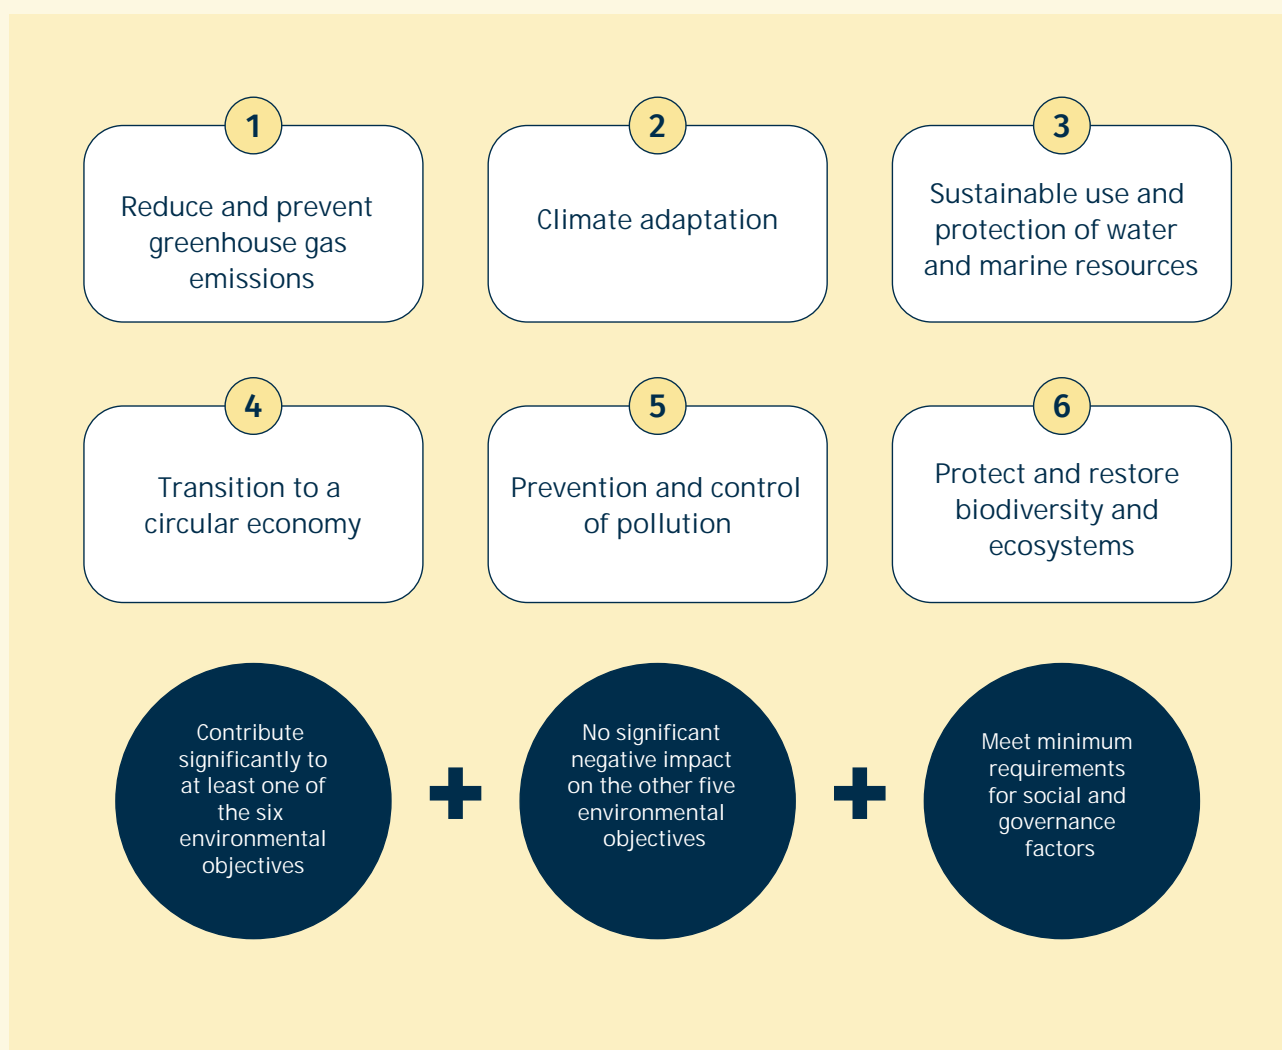 1
Reduce and prevent
greenhouse gas
emissions
2
Climate adaptation
3
Sustainable use and
protection of water
and marine resources
4
Transition to a
circular economy
5
Prevention and control
of pollution
6
Protect and restore
biodiversity and
ecosystems
Contribute
significantly to
at least one of
the six
environmental
objectives
+
No significant
negative impact
on the other five
environmental
objectives
+
Meet minimum
requirements
for social and
governance
factors